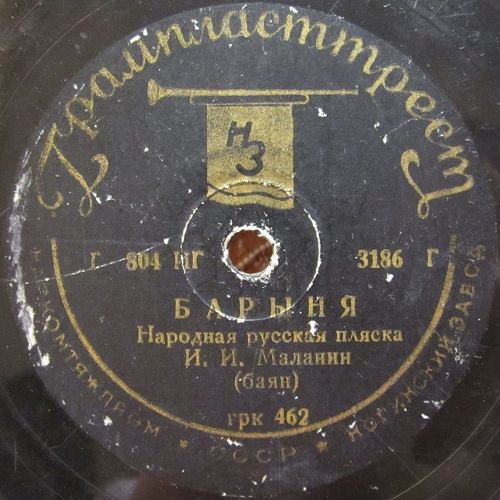 Грампласттрест
НЗ
Г 804 НГ 3186 Г
БАРЫНЯ
Народная русская пляска
И. И. Маланин
(баян)
грк 462
НАРКОМТЯЖПРОМ * СССР * НОГИНСКИЙ ЗАВОД